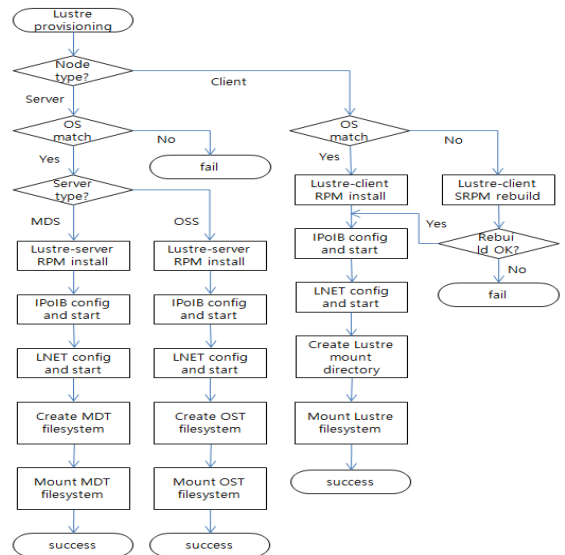 Lustre
provisioning
Node
type?
Client
Server
OS
match
No
Yes
fail
OS
match
No
Yes
Server
type?
MDS
OSS
Lustre-client
RPM install
Lustre-client
SRPM rebuild
Yes
Lustre-server
RPM install
Lustre-server
RPM install
IPoIB config
and start
Rebui
ld OK?
No
fail
IPoIB config
and start
IPoIB config
and start
LNET config
and start
LNET config
and start
LNET config
and start
Create Lustre
mount
directory
Create MDT
filesystem
Create OST
filesystem
Mount Lustre
filesystem
Mount MDT
filesystem
Mount OST
filesystem
success
success
success